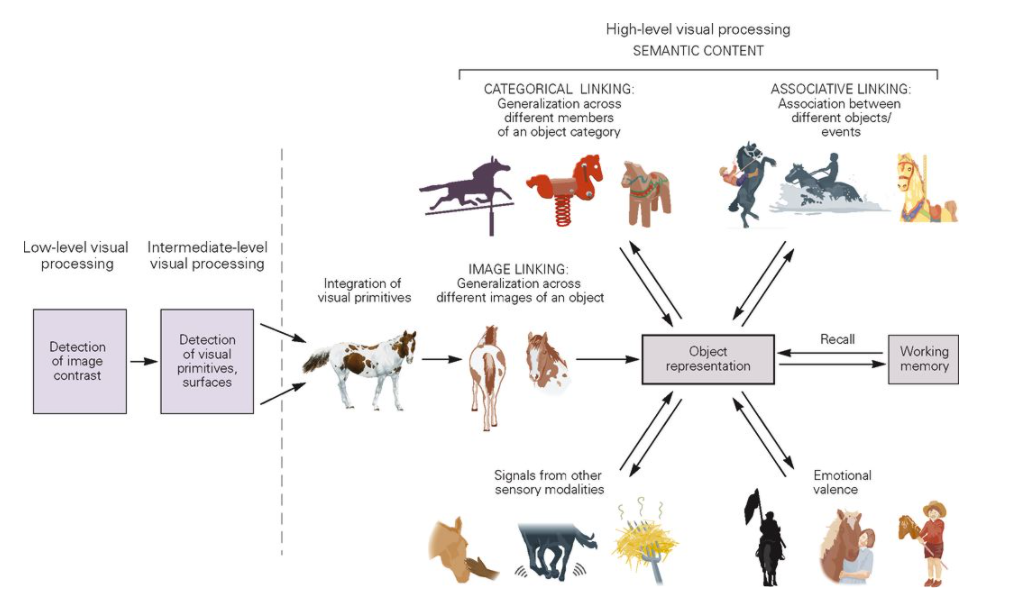 High-level visual processing
SEMANTIC CONTENT
CATEGORICAL LINKING:
Generalization across
different members
of an object category
ASSOCIATIVE LINKING:
Association between
different objects/
events
Low-level visual
processing
Intermediate-level
visual processing
Detection
of image
contrast
Detection
of visual
primitives,
surfaces
Integration of
visual primitives
IMAGE LINKING:
Generalization across
different images of an object
Object
representation
Recall
Working
memory
Signals from other
sensory modalities
Emotional
valence